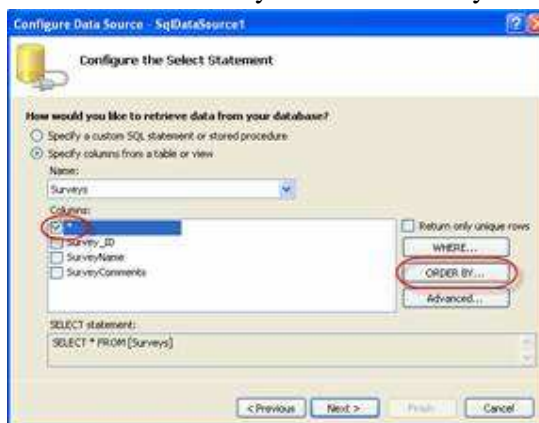 Configure Data Source - SqlDataSource1
Configure the Select Statement
How would you like to retrieve data from your database?
Specify a custom SQL statement or stored procedure
Specify columns from a table or view
Name:
Surveys
Columns:
*
Return only unique rows
Survey_ID
WHERE...
SurveyName
SurveyComments
ORDER BY...
Advanced...
SELECT statement:
SELECT * FROM [Surveys]
< Previous Next > Finish Cancel